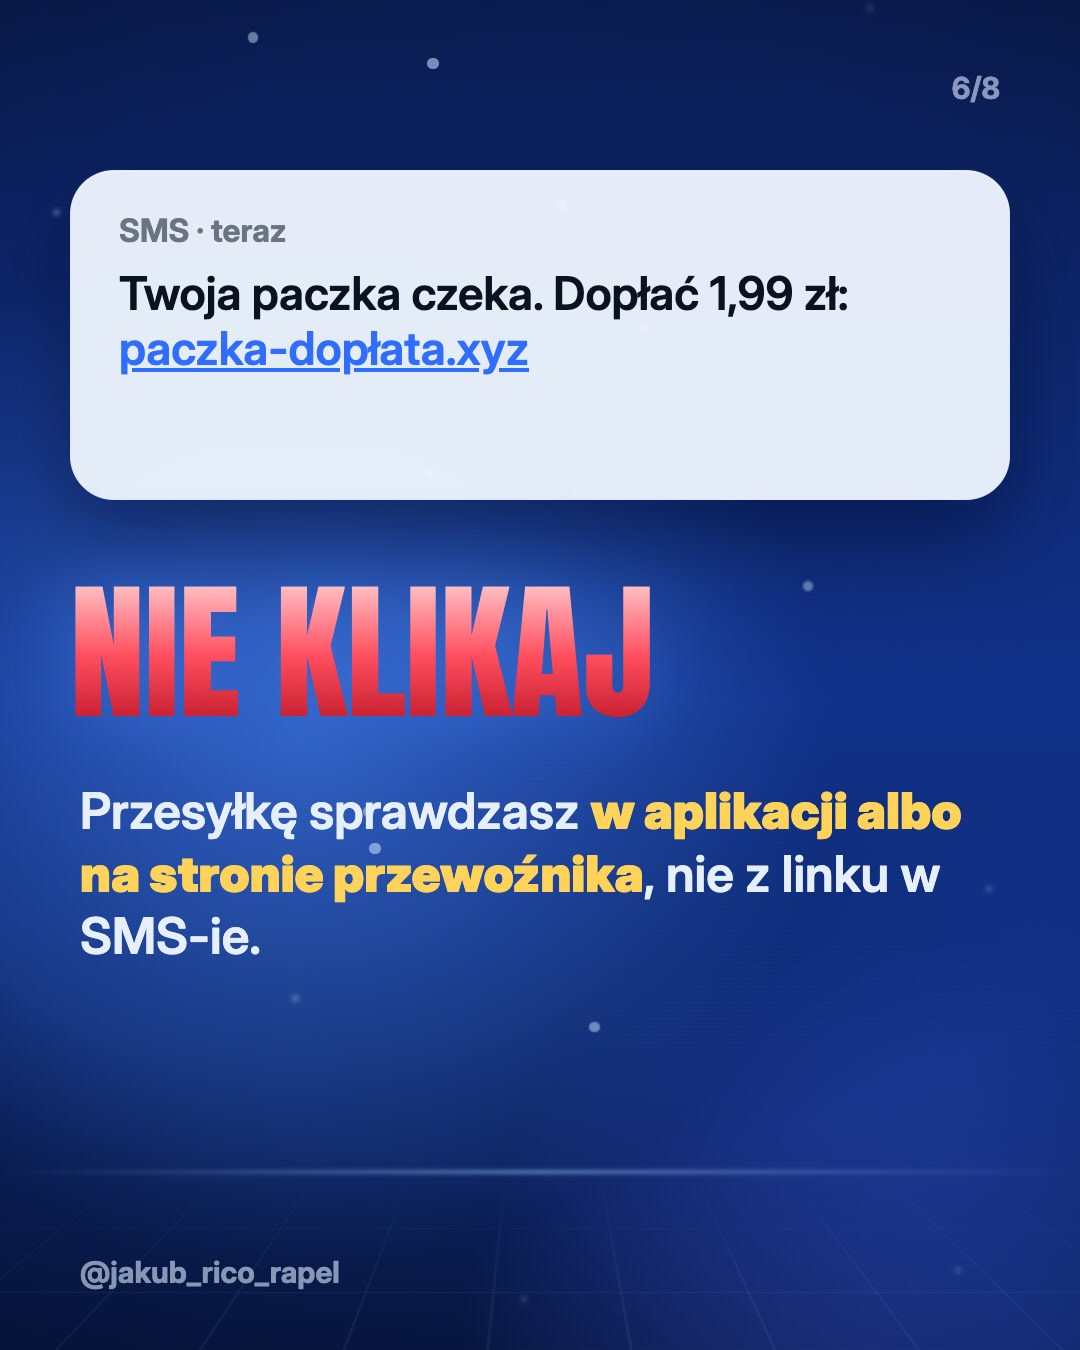 6/8
SMS · teraz
Twoja paczka czeka. Dopłać 1,99 zł:
paczka-dopłata.xyz
NIE KLIKAJ
Przesyłkę sprawdzasz w aplikacji albo
na stronie przewoźnika, nie z linku w
SMS-ie.
@jakub_rico_rapel